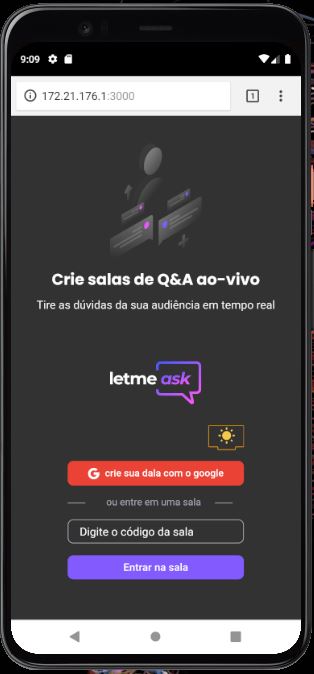 9:09
172.21.176.1:3000
1
Crie salas de Q&A ao-vivo
Tire as dúvidas da sua audiência em tempo real
letme ask
G crie sua dala com o google
ou entre em uma sala
Digite o código da sala
Entrar na sala